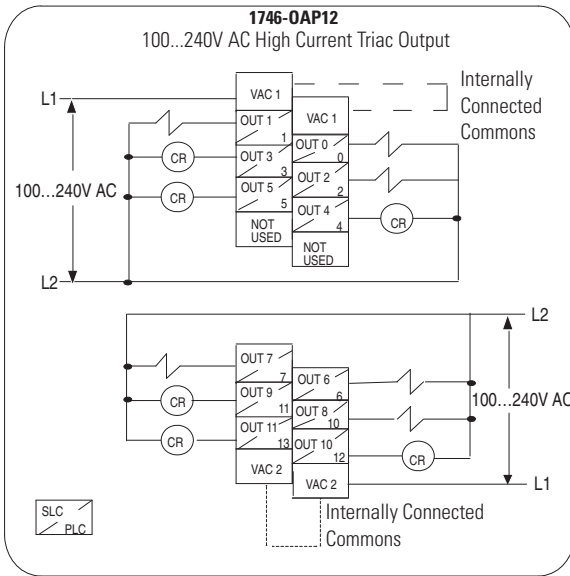 1746-OAP12
100...240V AC High Current Triac Output
Internally
Connected
Commons
L1
VAC 1
VAC 1
OUT 1
1
OUT 0
0
CR
OUT 3
3
OUT 2
2
100...240V AC
CR
OUT 5
5
OUT 4
4
CR
NOT
USED
NOT
USED
L2
L2
OUT 7
7
OUT 6
6
CR
OUT 9
11
OUT 8
10
100...240V AC
CR
OUT 11
13
OUT 10
12
CR
VAC 2
VAC 2
L1
SLC
PLC
Internally Connected
Commons